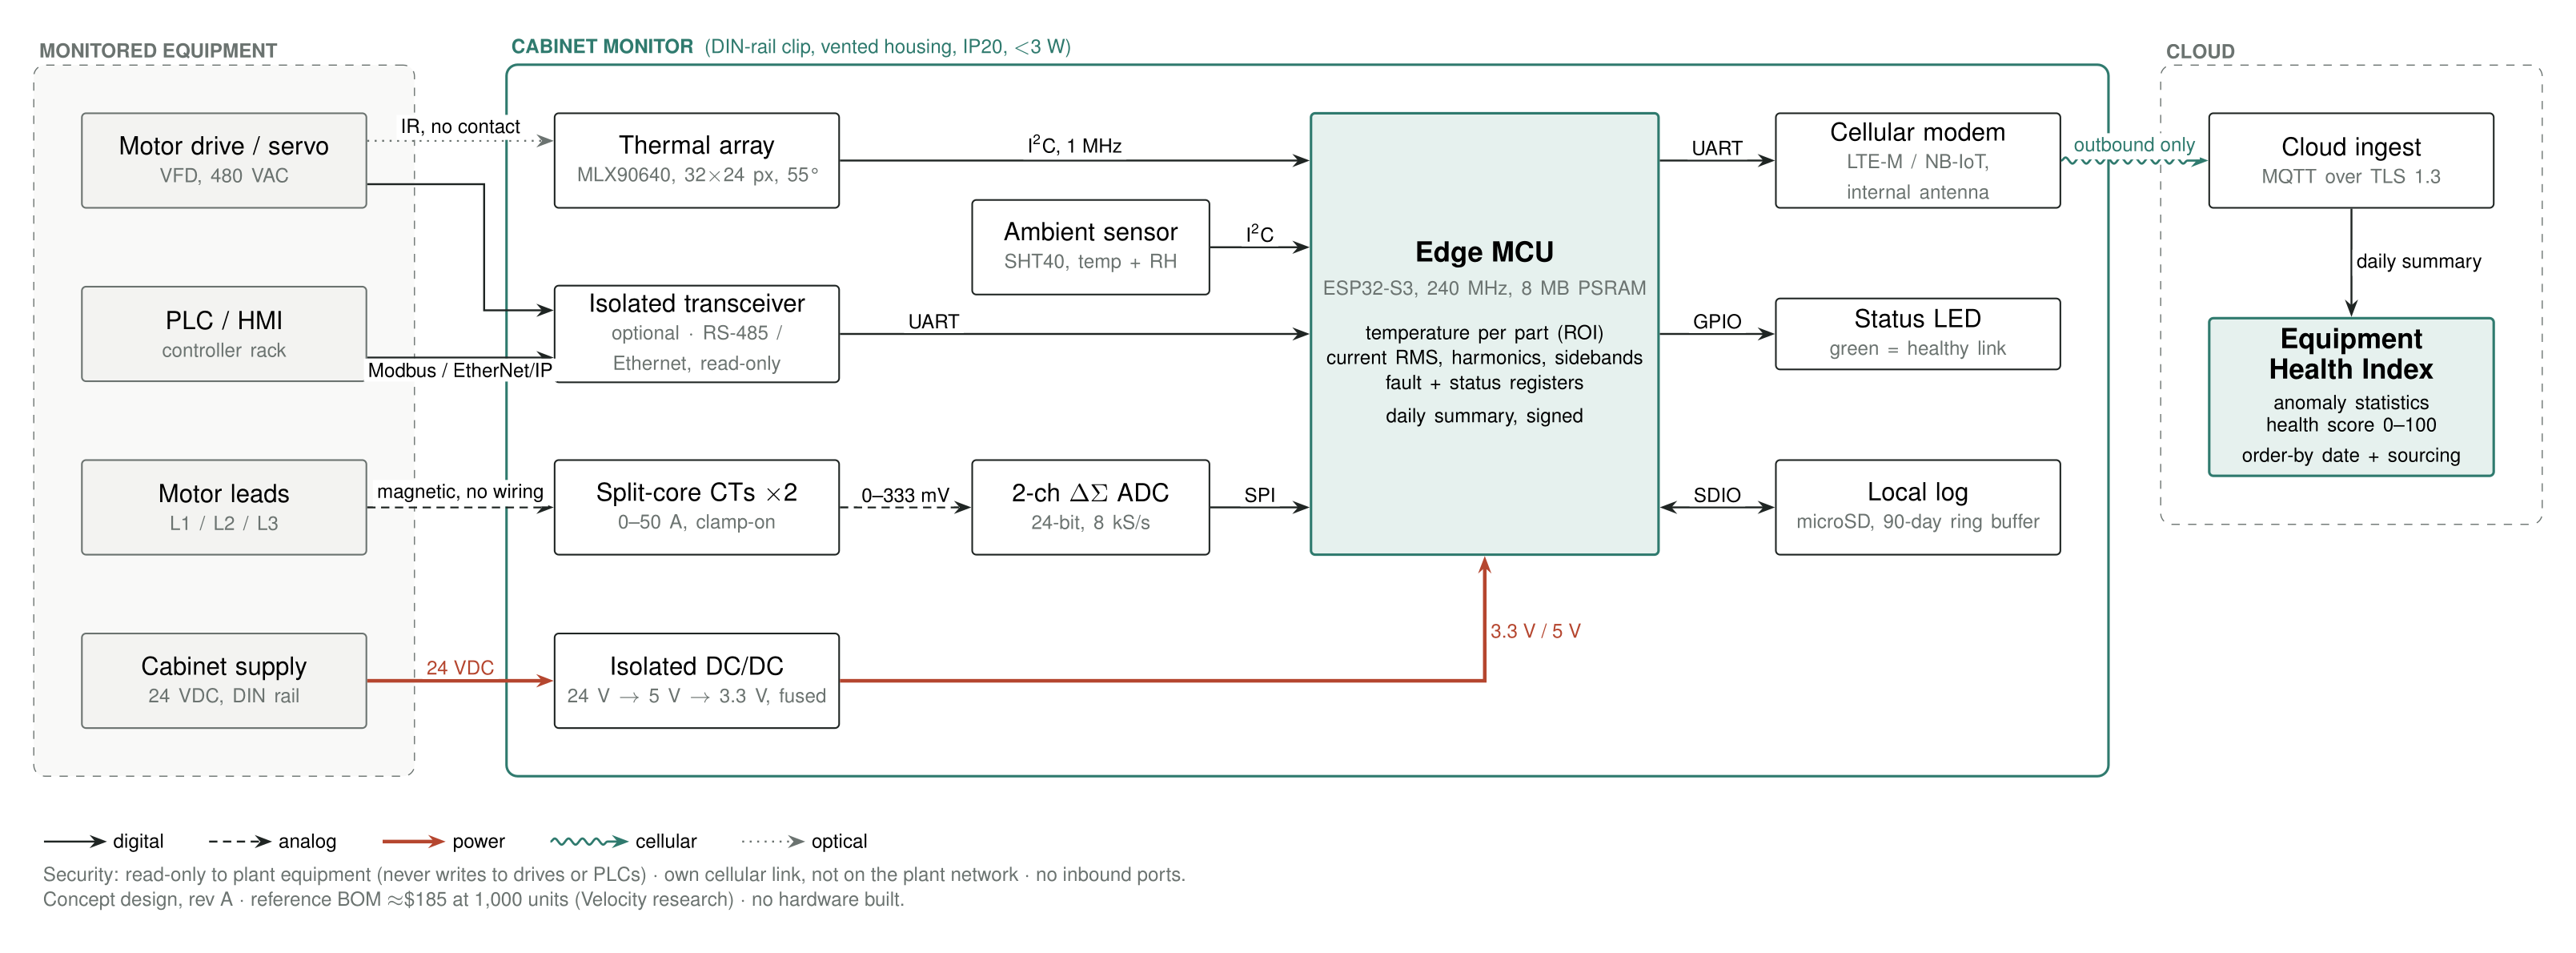 MONITORED EQUIPMENT
CABINET MONITOR (DIN-rail clip, vented housing, IP20, <3 W)
CLOUD
Motor drive / servo
VFD, 480 VAC
IR, no contact
Thermal array
MLX90640, 32×24 px, 55°
I²C, 1 MHz
Ambient sensor
SHT40, temp + RH
I²C
PLC / HMI
controller rack
Modbus / EtherNet/IP
Isolated transceiver
optional · RS-485 /
Ethernet, read-only
UART
Motor leads
L1 / L2 / L3
magnetic, no wiring
Split-core CTs ×2
0–50 A, clamp-on
0–333 mV
2-ch ΔΣ ADC
24-bit, 8 kS/s
SPI
Cabinet supply
24 VDC, DIN rail
24 VDC
Isolated DC/DC
24 V → 5 V → 3.3 V, fused
3.3 V / 5 V
Edge MCU
ESP32-S3, 240 MHz, 8 MB PSRAM
temperature per part (ROI)
current RMS, harmonics, sidebands
fault + status registers
daily summary, signed
UART
Cellular modem
LTE-M / NB-IoT,
internal antenna
GPIO
Status LED
green = healthy link
SDIO
Local log
microSD, 90-day ring buffer
outbound only
Cloud ingest
MQTT over TLS 1.3
daily summary
Equipment
Health Index
anomaly statistics
health score 0–100
order-by date + sourcing
digital
analog
power
cellular
optical
Security: read-only to plant equipment (never writes to drives or PLCs) · own cellular link, not on the plant network · no inbound ports.
Concept design, rev A · reference BOM ≈$185 at 1,000 units (Velocity research) · no hardware built.